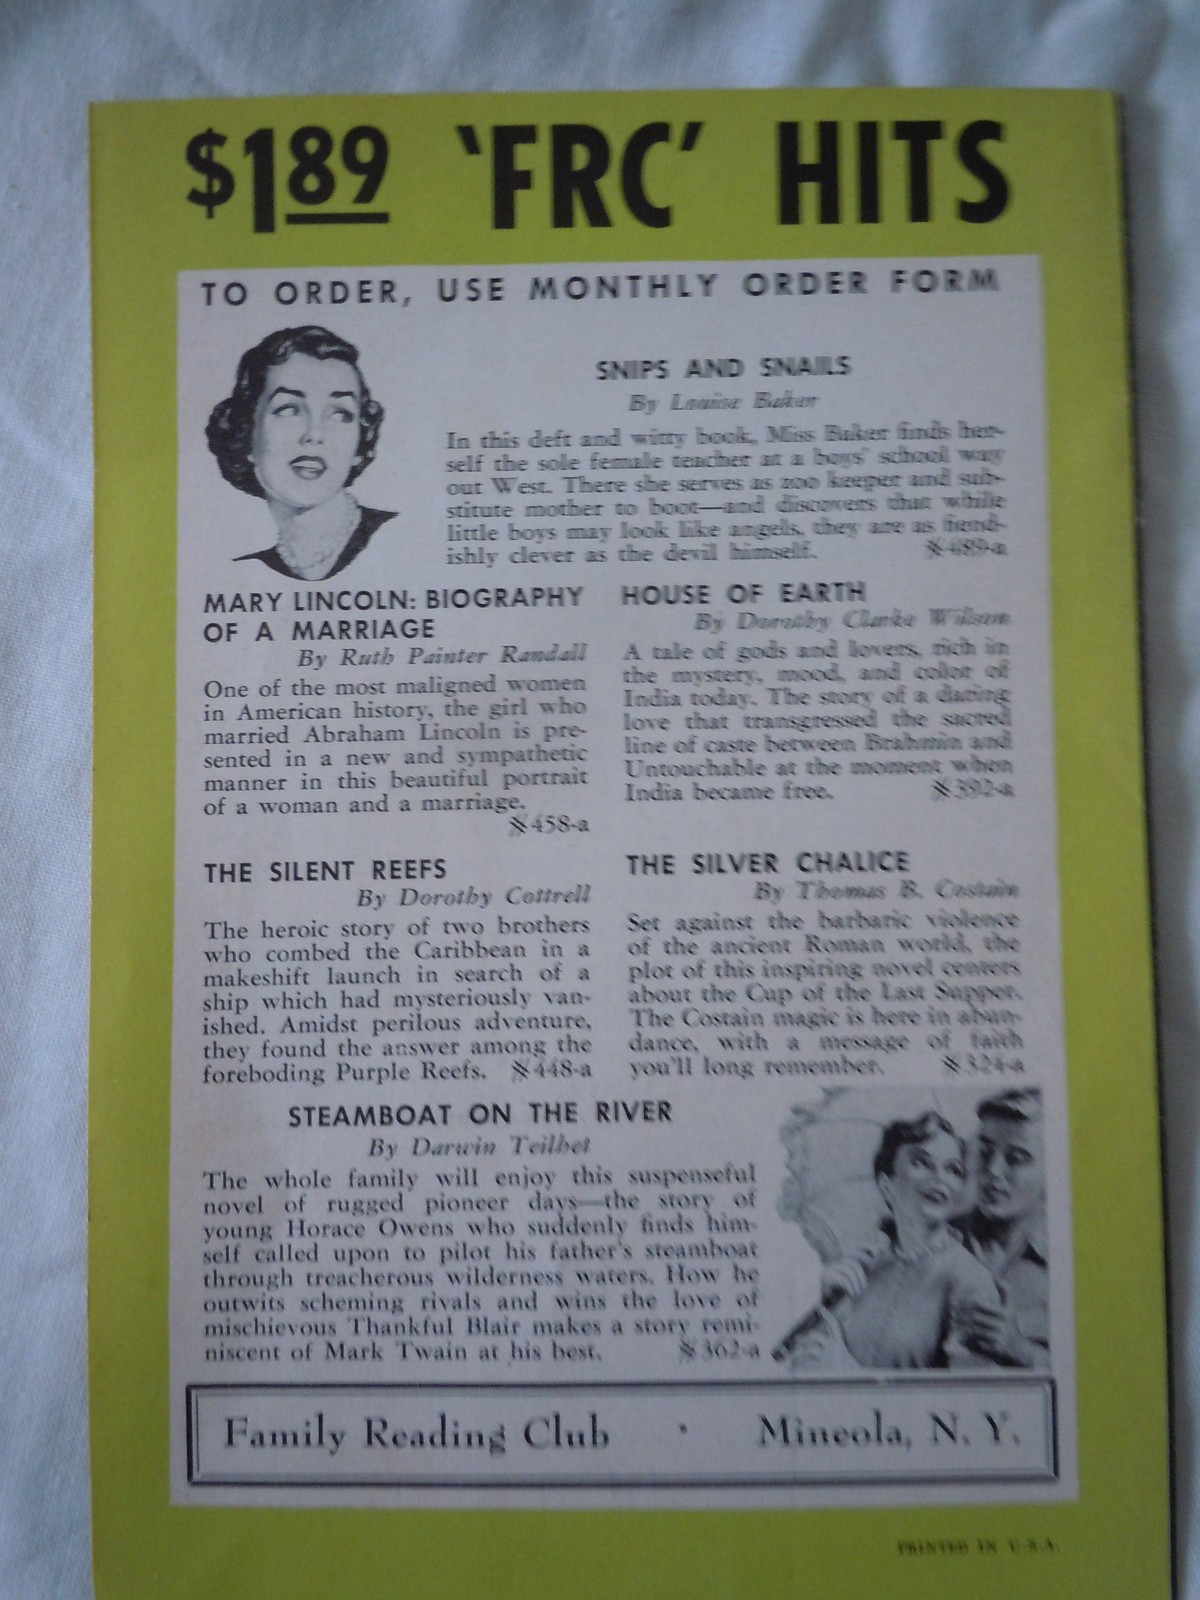 $1.89 'FRC' HITS
TO ORDER, USE MONTHLY ORDER FORM
SNIPS AND SNAILS
By Louise Baker
In this deft and witty book, Miss Baker finds her-
self the sole female teacher at a boys' school way
out West. There she serves as zoo keeper and sub-
stitute mother to boot—and discovers that while
little boys may look like angels, they are as fiend-
ishly clever as the devil himself. 489-a
MARY LINCOLN: BIOGRAPHY
OF A MARRIAGE
By Ruth Painter Randall
One of the most maligned women
in American history, the girl who
married Abraham Lincoln is pre-
sented in a new and sympathetic
manner in this beautiful portrait
of a woman and a marriage.
458-a
HOUSE OF EARTH
By Dorothy Clarke Wilson
A tale of gods and lovers, rich in
the mystery, mood, and color of
India today. The story of a daring
love that transgressed the sacred
line of caste between Brahmin and
Untouchable at the moment when
India became free. 392-a
THE SILENT REEFS
By Dorothy Cottrell
The heroic story of two brothers
who combed the Caribbean in a
makeshift launch in search of a
ship which had mysteriously van-
ished. Amidst perilous adventure,
they found the answer among the
foreboding Purple Reefs. 448-a
THE SILVER CHALICE
By Thomas B. Costain
Set against the barbaric violence
of the ancient Roman world, the
plot of this inspiring novel centers
about the Cup of the Last Supper.
The Costain magic is here in abun-
dance, with a message of faith
you'll long remember. 324-a
STEAMBOAT ON THE RIVER
By Darwin Teilhet
The whole family will enjoy this suspenseful
novel of rugged pioneer days—the story of
young Horace Owens who suddenly finds him-
self called upon to pilot his father's steamboat
through treacherous wilderness waters. How he
outwits scheming rivals and wins the love of
mischievous Thankful Blair makes a story remi-
niscent of Mark Twain at his best. 362-a
Family Reading Club · Mineola, N. Y.
PRINTED IN U.S.A.